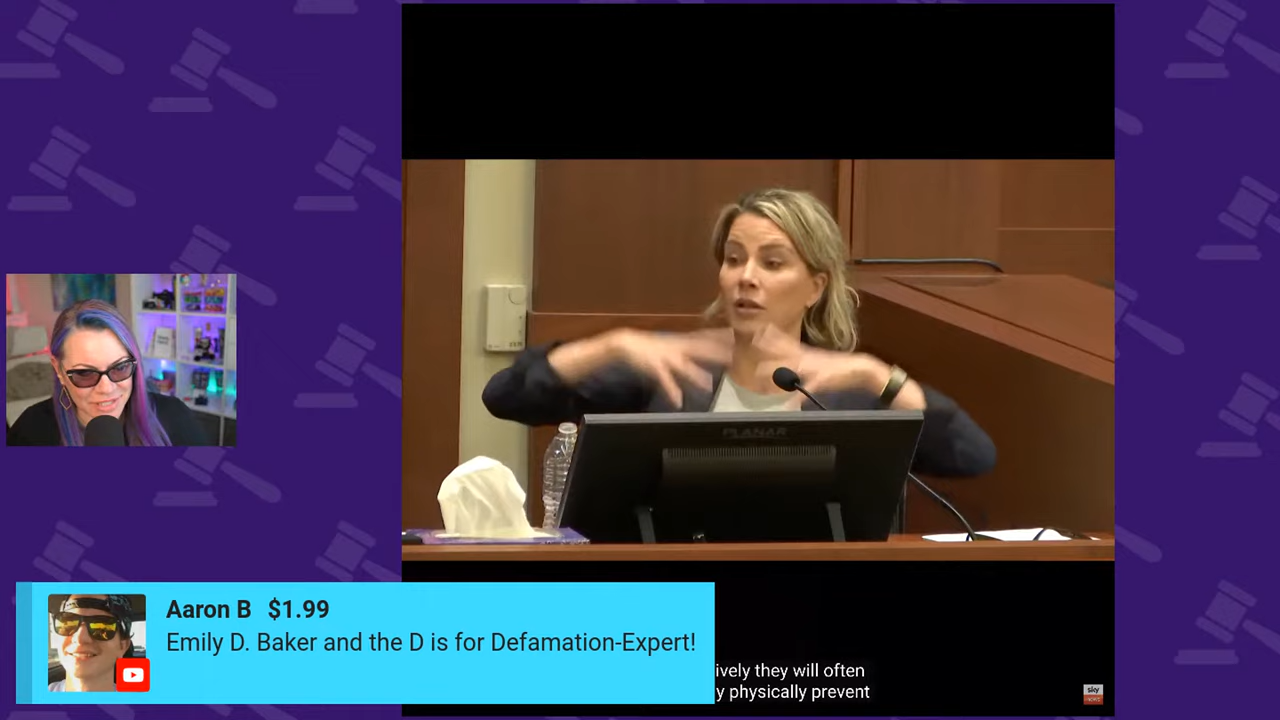 PLANAR
Aaron B $1.99
Emily D. Baker and the D is for Defamation-Expert!
ively they will often
y physically prevent
sky
news